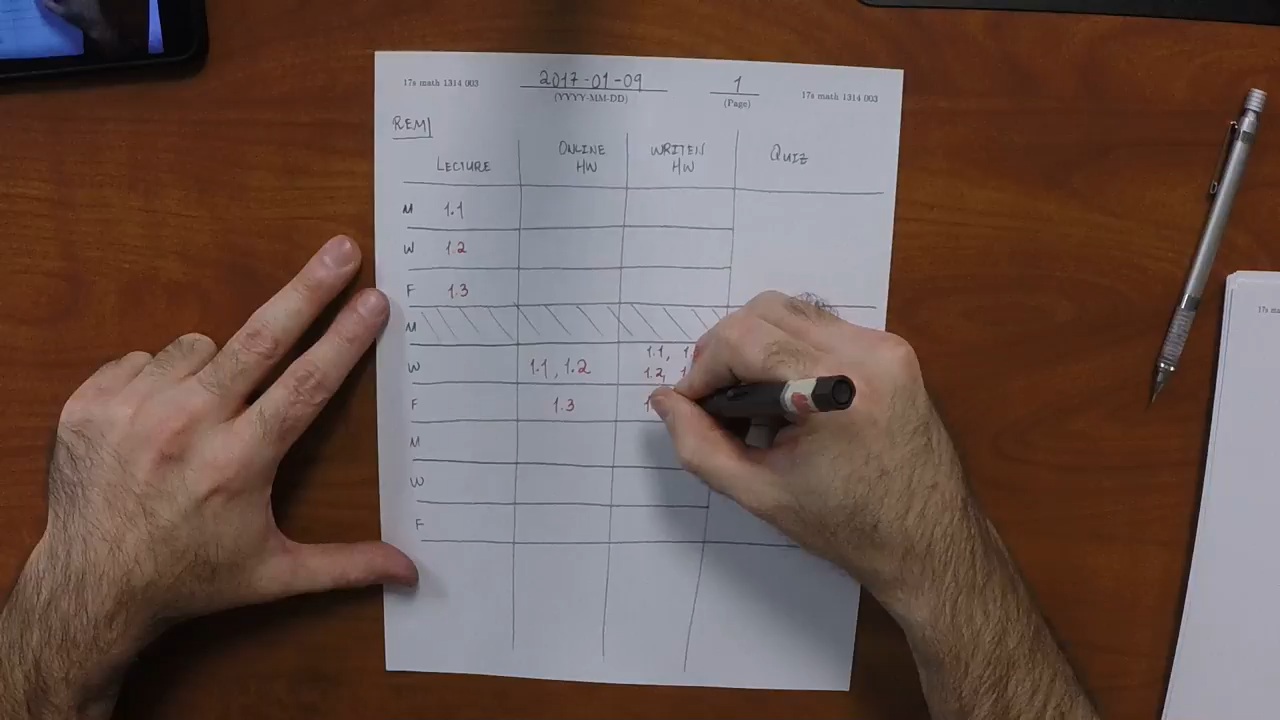 17s math 1314 003 2017-01-09 1 17s math 1314 003
(YYYY-MM-DD) (Page)
REM
LECTURE ONLINE HW WRITEN HW QUIZ
M 1.1
W 1.2
F 1.3
M
W 1.1, 1.2 1.1,
1.2,
F 1.3
M
W
F